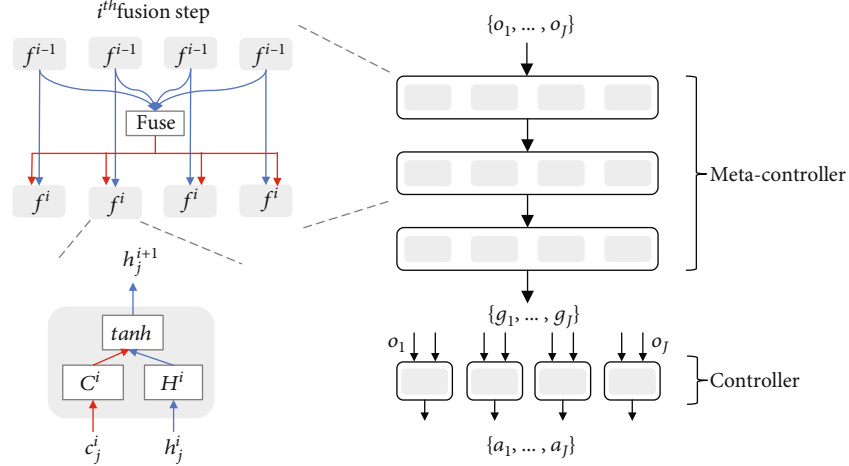 i^{th}fusion step
f^{i–1} f^{i–1} f^{i–1} f^{i–1}
Fuse
f^i f^i f^i f^i
h_j^{i+1}
tanh
C^i H^i
c_j^i h_j^i
{o_1, ... , o_J}
Meta-controller
{g_1, ... , g_J}
o_1 o_J
Controller
{a_1, ... , a_J}